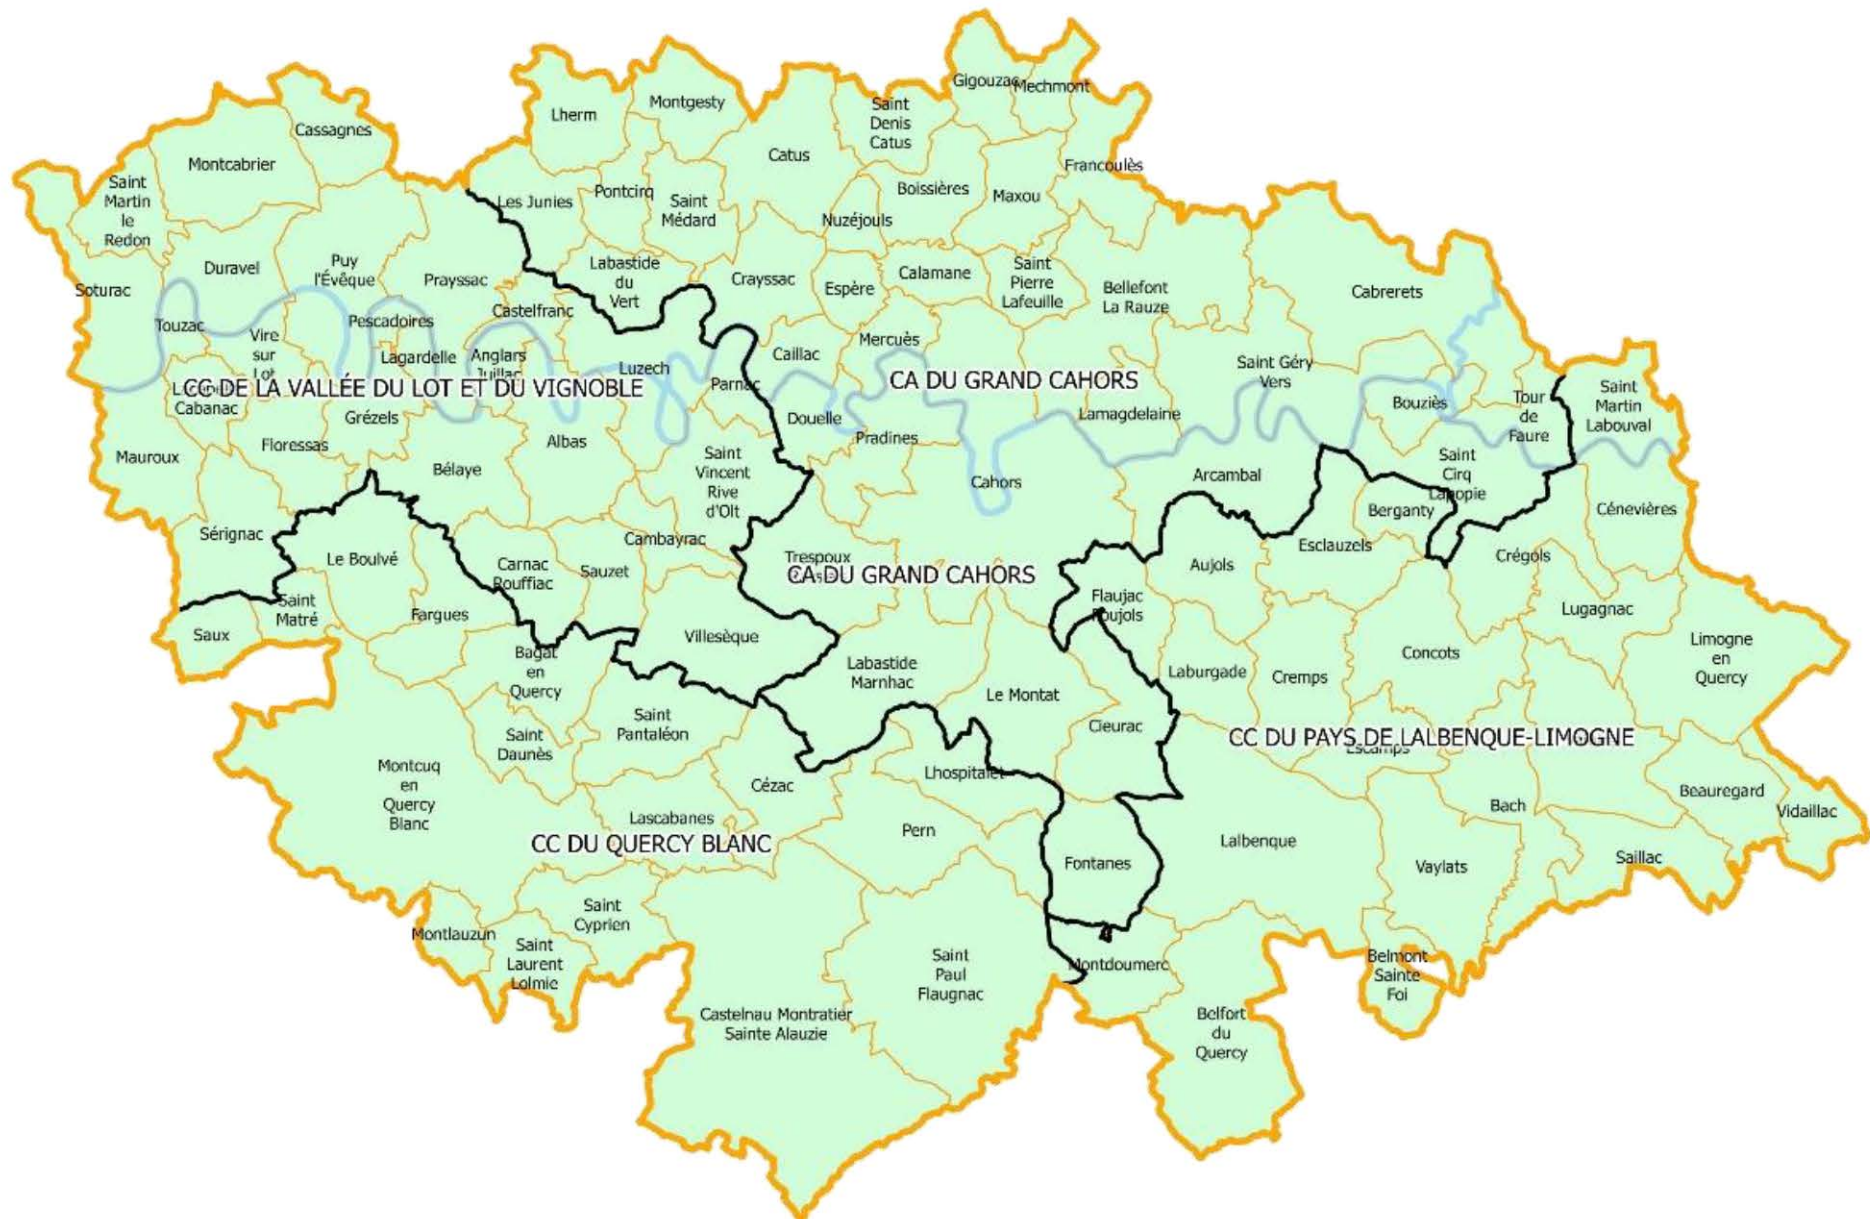 Gigouzac
Mechmont
Lherm
Montgesty
Saint
Denis
Catus
Cassagnes
Montcabrier
Catus
Francoulès
Saint
Martin
le
Redon
Les Junies
Pontcirq
Saint
Médard
Boissières
Maxou
Nuzéjouls
Duravel
Puy
l'Évêque
Prayssac
Labastide
du
Vert
Crayssac
Espère
Calamane
Saint
Pierre
Lafeuille
Bellefont
La Rauze
Cabrerets
Soturac
Touzac
Vire
sur
Lot
Pescadoires
Castelfranc
Lagardelle
Anglars
Juillac
Luzech
Parnac
Caillac
Mercuès
Saint Géry
Vers
CC DE LA VALLÉE DU LOT ET DU VIGNOBLE
CA DU GRAND CAHORS
Cabanac
Grézels
Douelle
Lamagdelaine
Bouziès
Tour
de
Faure
Saint
Martin
Labouval
Mauroux
Floressas
Albas
Bélaye
Pradines
Saint
Vincent
Rive
d'Olt
Cahors
Arcambal
Saint
Cirq
Lapopie
Berganty
Cénevières
Sérignac
Le Boulvé
Carnac
Rouffiac
Sauzet
Cambayrac
Trespoux
CA DU GRAND CAHORS
Esclauzels
Aujols
Crégols
Saux
Saint
Matré
Fargues
Villesèque
Flaujac
Poujols
Lugagnac
Bagat
en
Quercy
Labastide
Marnhac
Le Montat
Laburgade
Cremps
Concots
Limogne
en
Quercy
Saint
Daunès
Saint
Pantaléon
Cieurac
CC DU PAYS DE LALBENQUE-LIMOGNE
Escamps
Montcuq
en
Quercy
Blanc
Cézac
Lhospitalet
Bach
Beauregard
Vidaillac
Lascabanes
CC DU QUERCY BLANC
Pern
Fontanes
Lalbenque
Vaylats
Saillac
Montlauzun
Saint
Cyprien
Saint
Laurent
Lolmie
Saint
Paul
Flaugnac
Montdoumerc
Belmont
Sainte
Foi
Castelnau Montratier
Sainte Alauzie
Belfort
du
Quercy